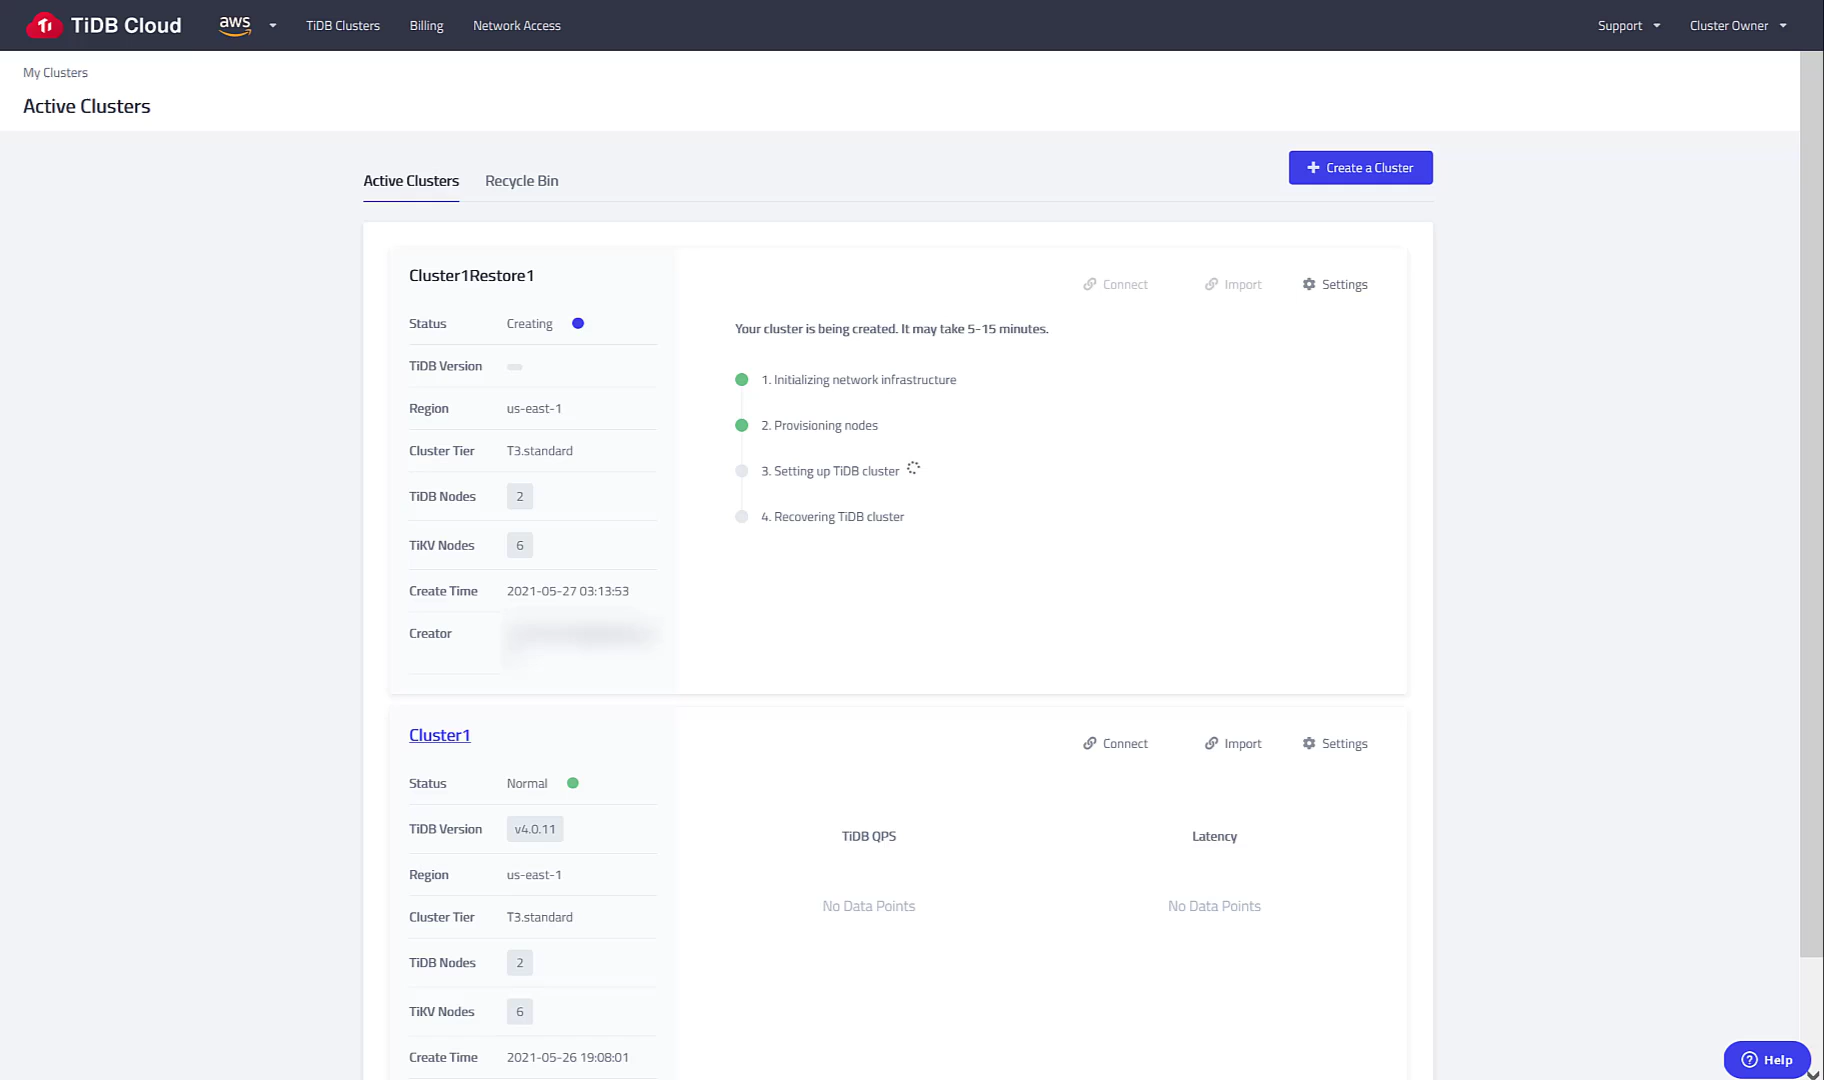 TiDB Cloud aws TiDB Clusters Billing Network Access Support Cluster Owner
My Clusters
Active Clusters
Active Clusters Recycle Bin Create a Cluster
Cluster1Restore1
Connect Import Settings
Status Creating
Your cluster is being created. It may take 5-15 minutes.
TiDB Version
1. Initializing network infrastructure
Region us-east-1
2. Provisioning nodes
Cluster Tier T3.standard
3. Setting up TiDB cluster
TiDB Nodes 2
4. Recovering TiDB cluster
TiKV Nodes 6
Create Time 2021-05-27 03:13:53
Creator
Cluster1
Connect Import Settings
Status Normal
TiDB Version v4.0.11
TiDB QPS Latency
Region us-east-1
No Data Points No Data Points
Cluster Tier T3.standard
TiDB Nodes 2
TiKV Nodes 6
Create Time 2021-05-26 19:08:01
Help